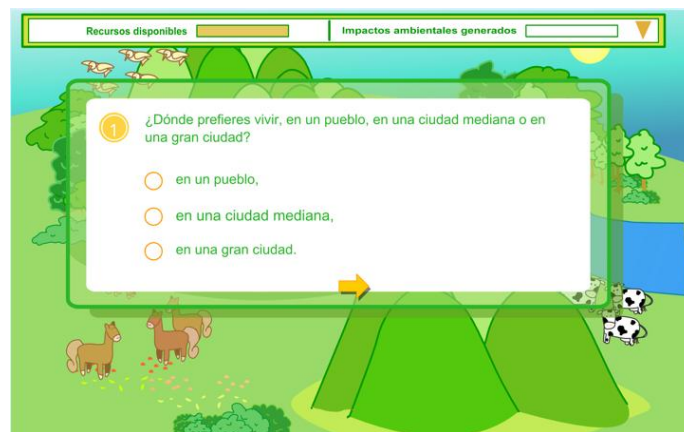 Recursos disponibles
Impactos ambientales generados
1
¿Dónde prefieres vivir, en un pueblo, en una ciudad mediana o en
una gran ciudad?
en un pueblo,
en una ciudad mediana,
en una gran ciudad.